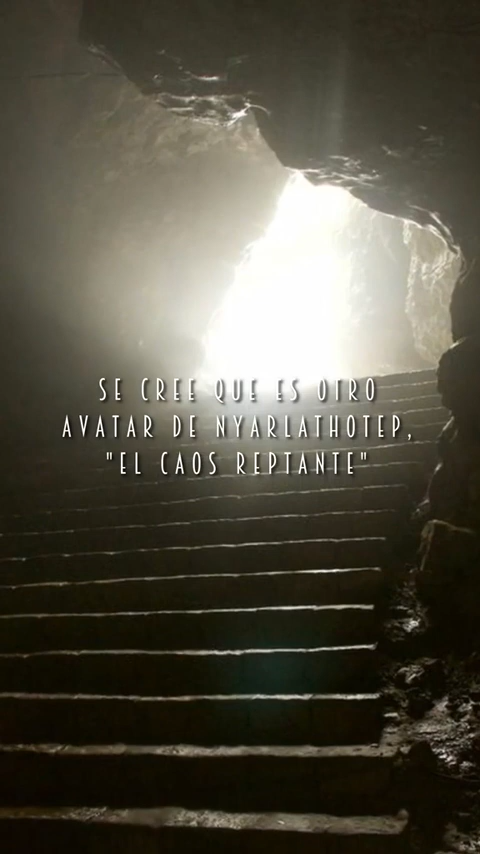 SE CREE QUE ES OTRO
AVATAR DE NYARLATHOTEP,
"EL CAOS REPTANTE"